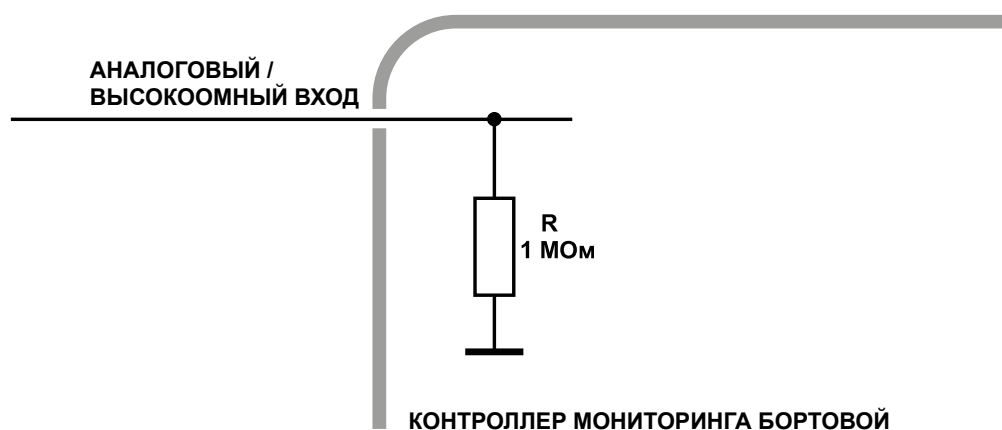 АНАЛОГОВЫЙ /
ВЫСОКООМНЫЙ ВХОД
R
1 МОм
КОНТРОЛЛЕР МОНИТОРИНГА БОРТОВОЙ